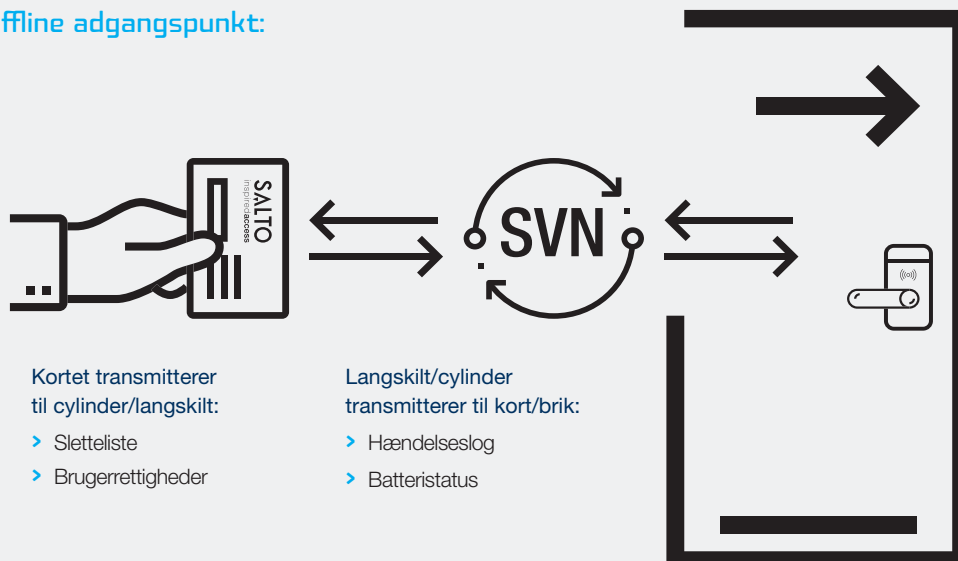 ffline adgangspunkt:
SALTO
inspiredaccess
SVN
Kortet transmitterer
til cylinder/langskilt:
> Sletteliste
> Brugerrettigheder
Langskilt/cylinder
transmitterer til kort/brik:
> Hændelseslog
> Batteristatus